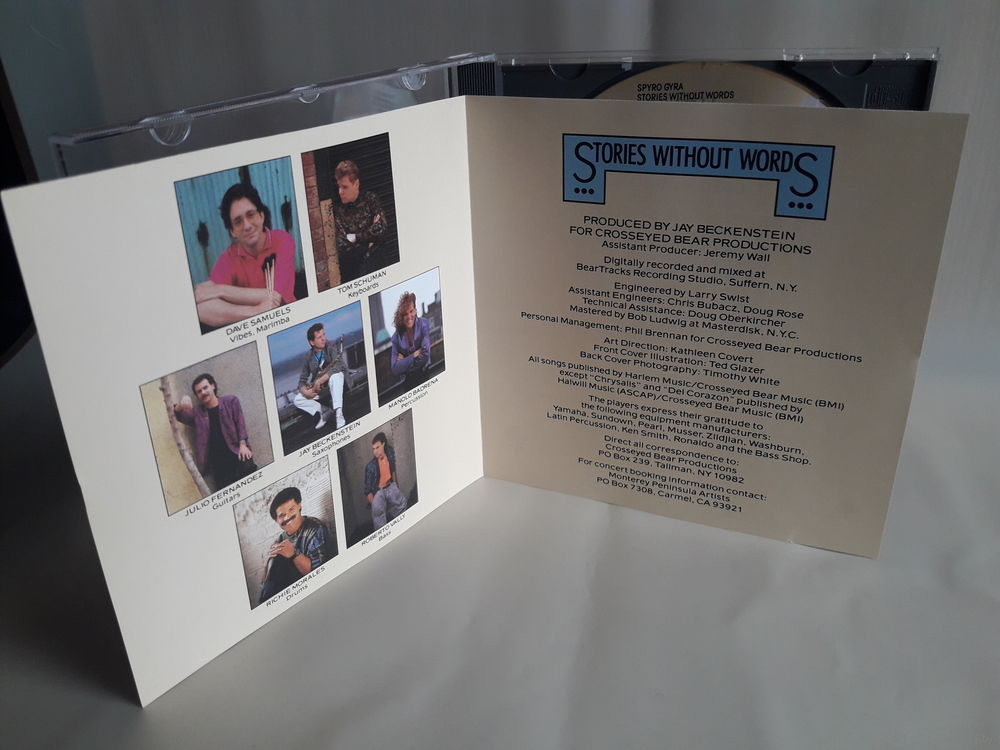 SPYRO GYRA
STORIES WITHOUT WORDS
DAVE SAMUELS
Vibes, Marimba
TOM SCHUMAN
Keyboards
JULIO FERNANDEZ
Guitars
JAY BECKENSTEIN
Saxophones
MANOLO BADRENA
Percussion
RICHIE MORALES
Drums
ROBERTO VALLY
Bass
STORIES WITHOUT WORDS
PRODUCED BY JAY BECKENSTEIN
FOR CROSSEYED BEAR PRODUCTIONS
Assistant Producer: Jeremy Wall
Digitally recorded and mixed at
BearTracks Recording Studio, Suffern, N.Y.
Engineered by Larry Swist
Assistant Engineers: Chris Bubacz, Doug Rose
Technical Assistance: Doug Oberkircher
Mastered by Bob Ludwig at Masterdisk, N.Y.C.
Personal Management: Phil Brennan for Crosseyed Bear Productions
Art Direction: Kathleen Covert
Front Cover Illustration: Ted Glazer
Back Cover Photography: Timothy White
All songs published by Harlem Music/Crosseyed Bear Music (BMI)
except "Chrysalis" and "Del Corazon" published by
Halwill Music (ASCAP)/Crosseyed Bear Music (BMI)
The players express their gratitude to
the following equipment manufacturers:
Yamaha, Sundown, Pearl, Musser, Zildjian, Washburn,
Latin Percussion, Ken Smith, Ronaldo and the Bass Shop.
Direct all correspondence to:
Crosseyed Bear Productions
PO Box 239, Tallman, NY 10982
For concert booking information contact:
Monterey Peninsula Artists
PO Box 7308, Carmel, CA 93921